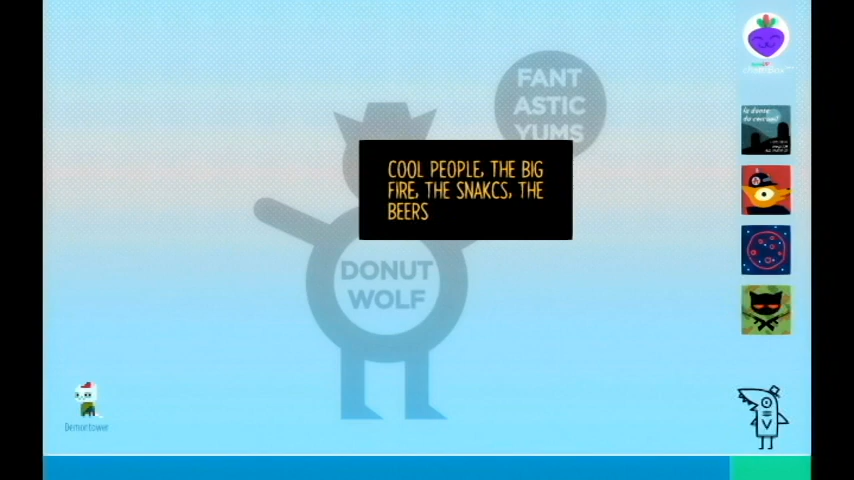 FANT
ASTIC
YUMS
COOL PEOPLE, THE BIG
FIRE, THE SNAKCS, THE
BEERS
DONUT
WOLF
Demontower